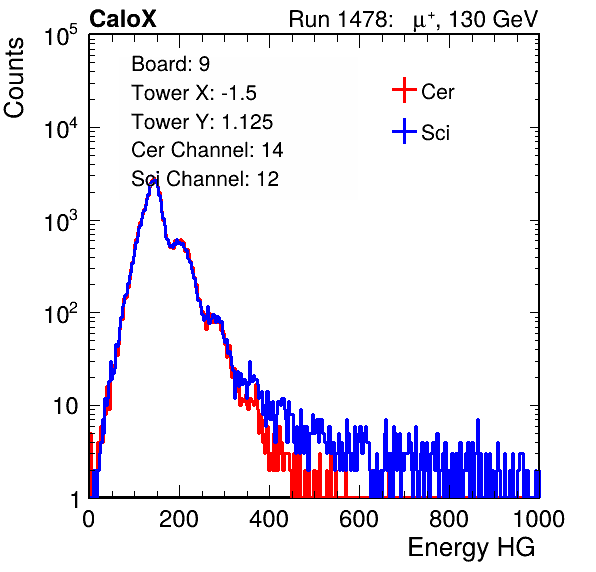 CaloX Run 1478: μ⁺, 130 GeV
Counts
Board: 9
Tower X: -1.5
Tower Y: 1.125
Cer Channel: 14
Sci Channel: 12
Cer
Sci
10⁵
10⁴
10³
10²
10
1
0 200 400 600 800 1000
Energy HG